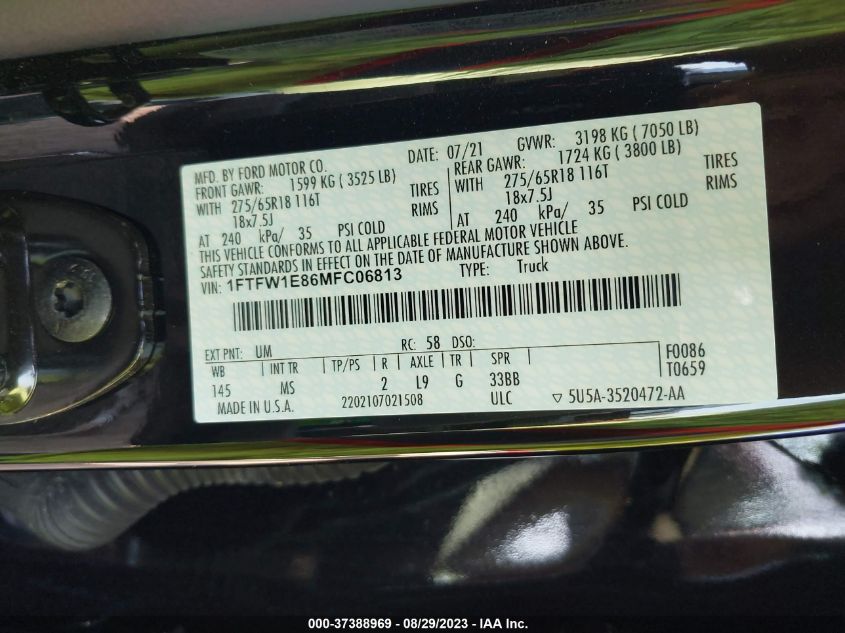 MFD. BY FORD MOTOR CO. DATE: 07/21 GVWR: 3198 KG ( 7050 LB)
FRONT GAWR: 1599 KG ( 3525 LB) REAR GAWR: 1724 KG ( 3800 LB)
WITH 275/65R18 116T TIRES WITH 275/65R18 116T TIRES
18x7.5J RIMS 18x7.5J RIMS
AT 240 kPa/ 35 PSI COLD AT 240 kPa/ 35 PSI COLD
THIS VEHICLE CONFORMS TO ALL APPLICABLE FEDERAL MOTOR VEHICLE
SAFETY STANDARDS IN EFFECT ON THE DATE OF MANUFACTURE SHOWN ABOVE.
VIN: 1FTFW1E86MFC06813 TYPE: Truck
EXT PNT: UM RC: 58 DSO: F0086
WB INT TR TP/PS R AXLE TR SPR T0659
145 MS 2 L9 G 33BB
MADE IN U.S.A. 2202107021508 ULC ▽ 5U5A-3520472-AA
000-37388969 - 08/29/2023 - IAA Inc.